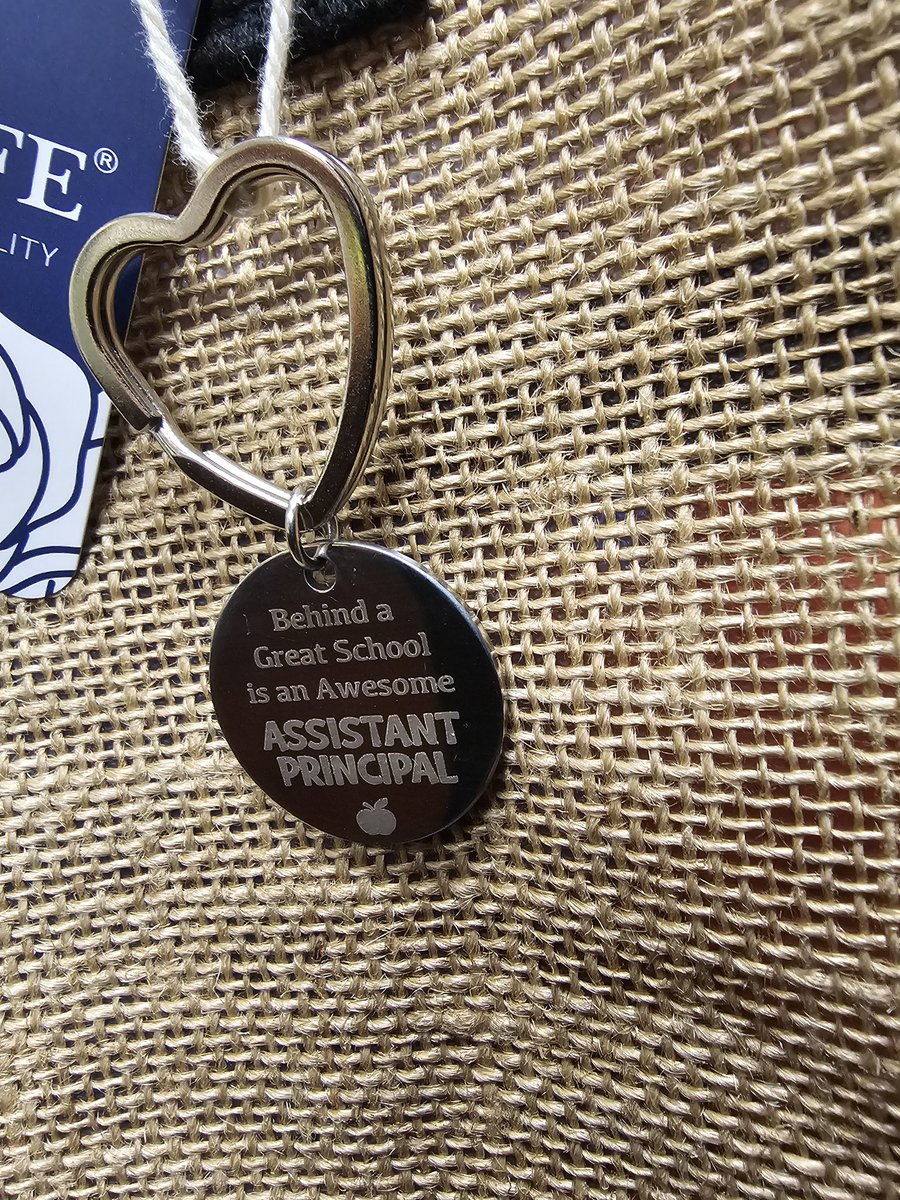 FE®
LITY
Behind a
Great School
is an Awesome
ASSISTANT
PRINCIPAL